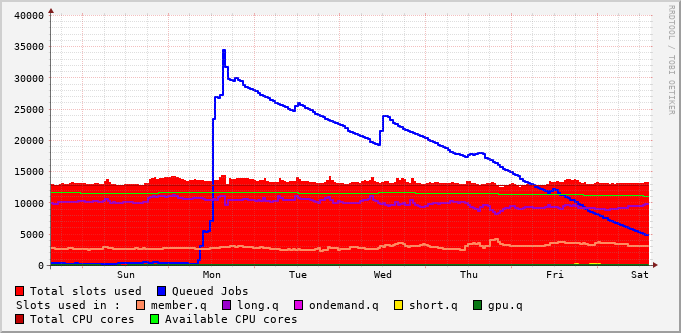 40000
35000
30000
25000
20000
15000
10000
5000
0
Sun Mon Tue Wed Thu Fri Sat
RRDTOOL / TOBI OETIKER
Total slots used Queued Jobs
Slots used in : member.q long.q ondemand.q short.q gpu.q
Total CPU cores Available CPU cores